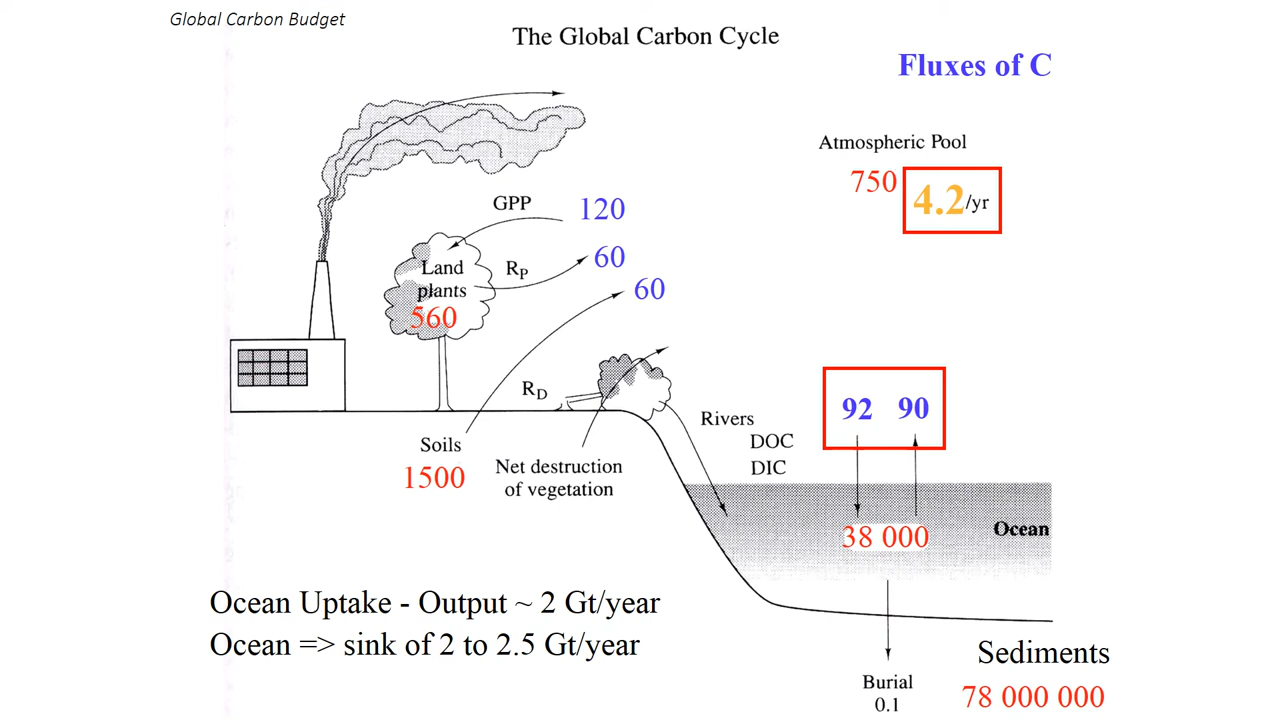 Global Carbon Budget
The Global Carbon Cycle
Fluxes of C
Atmospheric Pool
750
4.2/yr
GPP
120
60
R_P
60
Land
plants
560
R_D
92 90
Rivers
DOC
DIC
Soils
1500
Net destruction
of vegetation
Ocean
38 000
Ocean Uptake - Output ~ 2 Gt/year
Ocean => sink of 2 to 2.5 Gt/year
Sediments
78 000 000
Burial
0.1